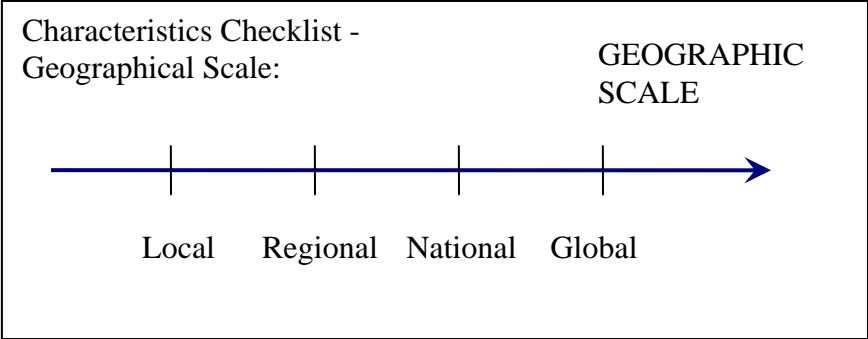 Characteristics Checklist -
Geographical Scale:
GEOGRAPHIC
SCALE
Local Regional National Global